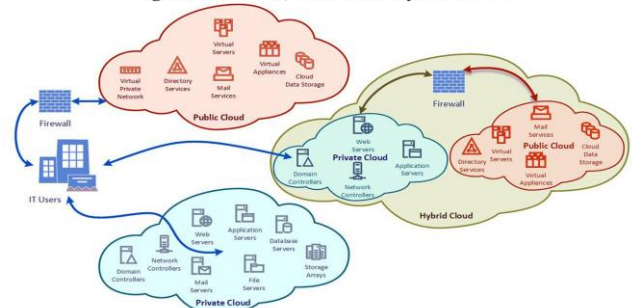 Virtual
Servers
Virtual
Private
Network
Directory
Services
Mail
Services
Virtual
Appliances
Cloud
Data Storage
Public Cloud
Firewall
IT Users
Firewall
Web
Servers
Private Cloud
Domain
Controllers
Network
Controllers
Application
Servers
Mail
Services
Public Cloud
Directory
Services
Virtual
Servers
Virtual
Appliances
Cloud
Data
Storage
Hybrid Cloud
Web
Servers
Application
Servers
Database
Servers
Domain
Controllers
Network
Controllers
Mail
Servers
File
Servers
Storage
Arrays
Private Cloud